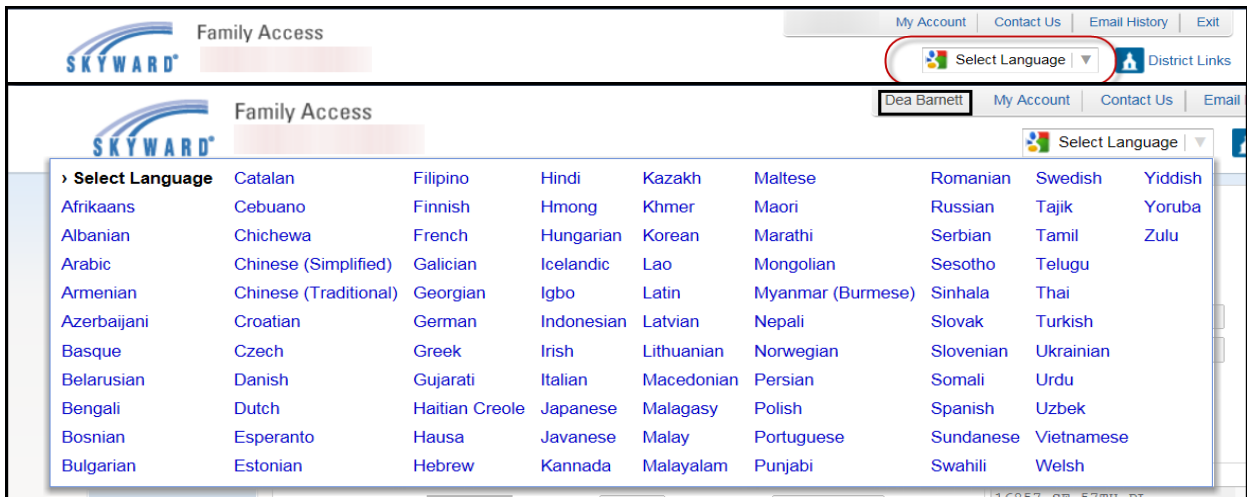 Family Access
My Account Contact Us Email History Exit
SKYWARD®
Select Language ▼ District Links
Family Access
Dea Barnett My Account Contact Us Email
SKYWARD®
Select Language ▼
› Select Language Catalan Filipino Hindi Kazakh Maltese Romanian Swedish Yiddish
Afrikaans Cebuano Finnish Hmong Khmer Maori Russian Tajik Yoruba
Albanian Chichewa French Hungarian Korean Marathi Serbian Tamil Zulu
Arabic Chinese (Simplified) Galician Icelandic Lao Mongolian Sesotho Telugu
Armenian Chinese (Traditional) Georgian Igbo Latin Myanmar (Burmese) Sinhala Thai
Azerbaijani Croatian German Indonesian Latvian Nepali Slovak Turkish
Basque Czech Greek Irish Lithuanian Norwegian Slovenian Ukrainian
Belarusian Danish Gujarati Italian Macedonian Persian Somali Urdu
Bengali Dutch Haitian Creole Japanese Malagasy Polish Spanish Uzbek
Bosnian Esperanto Hausa Javanese Malay Portuguese Sundanese Vietnamese
Bulgarian Estonian Hebrew Kannada Malayalam Punjabi Swahili Welsh